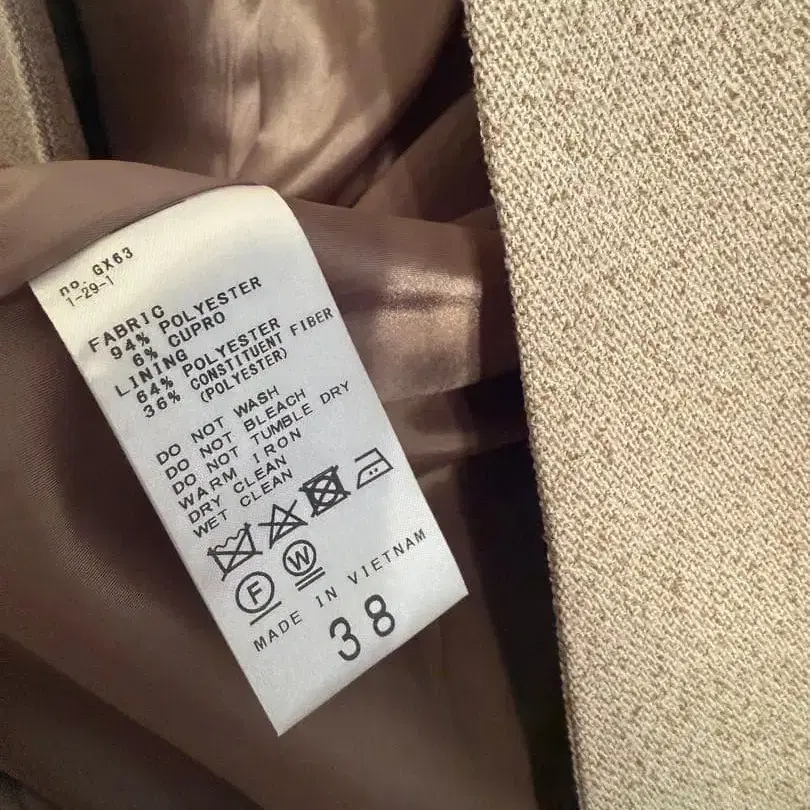 no. GX63
1-29-1
FABRIC
94% POLYESTER
6% CUPRO
LINING
64% POLYESTER
36% CONSTITUENT FIBER
(POLYESTER)
DO NOT WASH
DO NOT BLEACH
DO NOT TUMBLE DRY
WARM IRON
DRY CLEAN
WET CLEAN
F W
MADE IN VIETNAM
38